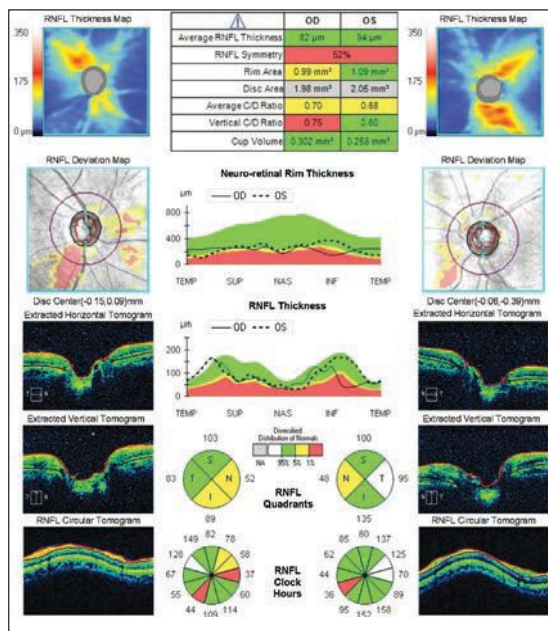 RNFL Thickness Map
OD OS
RNFL Thickness Map
350
175
0 µm
Average RNFL Thickness 82 µm 94 µm
RNFL Symmetry 52%
Rim Area 0.99 mm² 1.09 mm²
Disc Area 1.98 mm² 2.06 mm²
Average C/D Ratio 0.70 0.68
Vertical C/D Ratio 0.75 0.60
Cup Volume 0.302 mm³ 0.268 mm³
350
175
0 µm
RNFL Deviation Map
Neuro-retinal Rim Thickness
RNFL Deviation Map
µm
OD OS
800
400
200
0
TEMP SUP NAS INF TEMP
Disc Center(-0.15,0.09)mm
Disc Center(-0.06,-0.39)mm
Extracted Horizontal Tomogram
RNFL Thickness
Extracted Horizontal Tomogram
µm
OD OS
200
100
0
TEMP SUP NAS INF TEMP
T N
T N
Extracted Vertical Tomogram
Extracted Vertical Tomogram
Diversified
Distribution of Normals
NA 95% 5% 1%
103
S
83 T N 52
I
89
RNFL
Quadrants
100
S
48 N T 95
I
135
RNFL Circular Tomogram
RNFL
Clock
Hours
RNFL Circular Tomogram
82
149 78
128 58
67 37
55 60
44 114
109
80
85 137
62 125
44 70
36 89
95 158
152